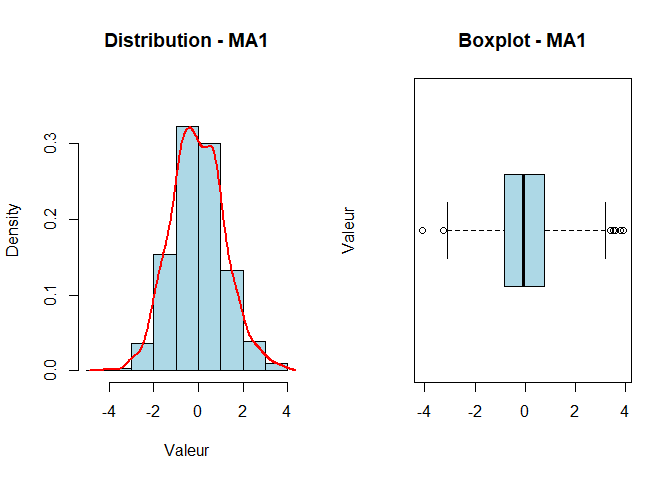 Distribution - MA1
Density
0.0 0.1 0.2 0.3
-4 -2 0 2 4
Valeur
Boxplot - MA1
Valeur
-4 -2 0 2 4